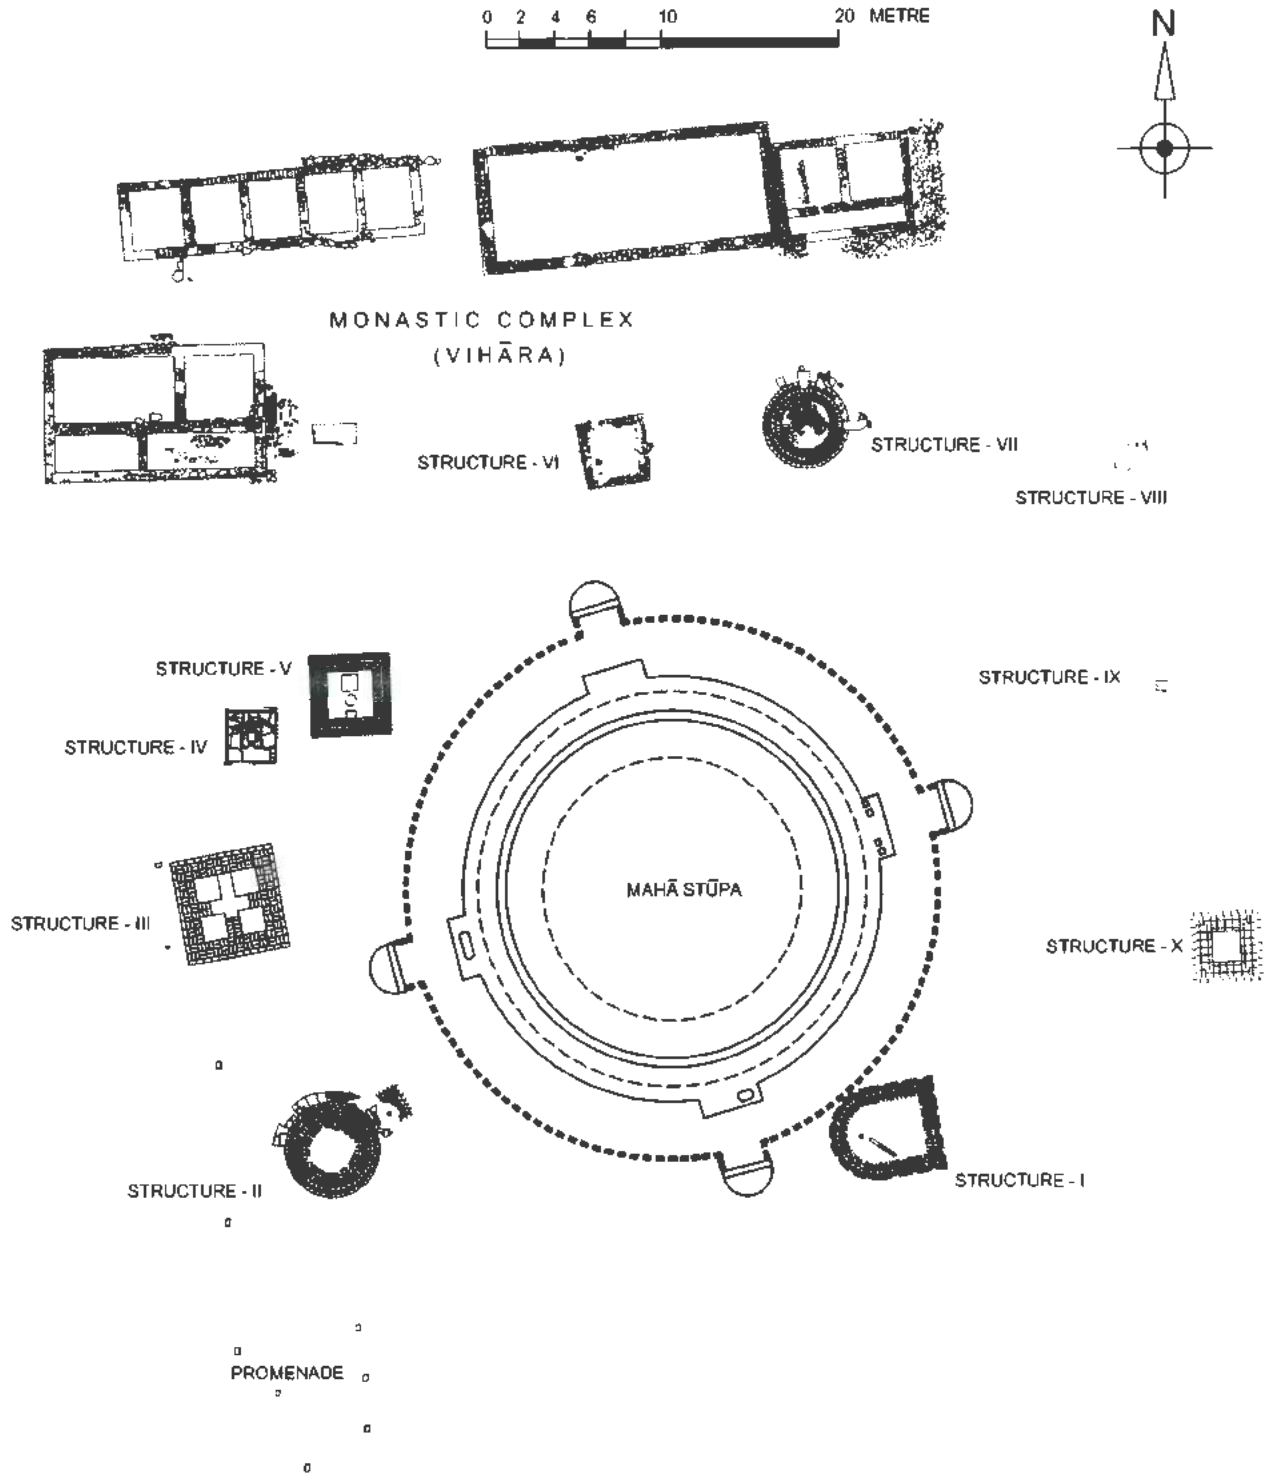 0 2 4 6 10 20 METRE
N
MONASTIC COMPLEX
(VIHĀRA)
STRUCTURE - VI
STRUCTURE - VII
STRUCTURE - VIII
STRUCTURE - V
STRUCTURE - IX
STRUCTURE - IV
MAHĀ STŪPA
STRUCTURE - III
STRUCTURE - X
STRUCTURE - I
STRUCTURE - II
PROMENADE